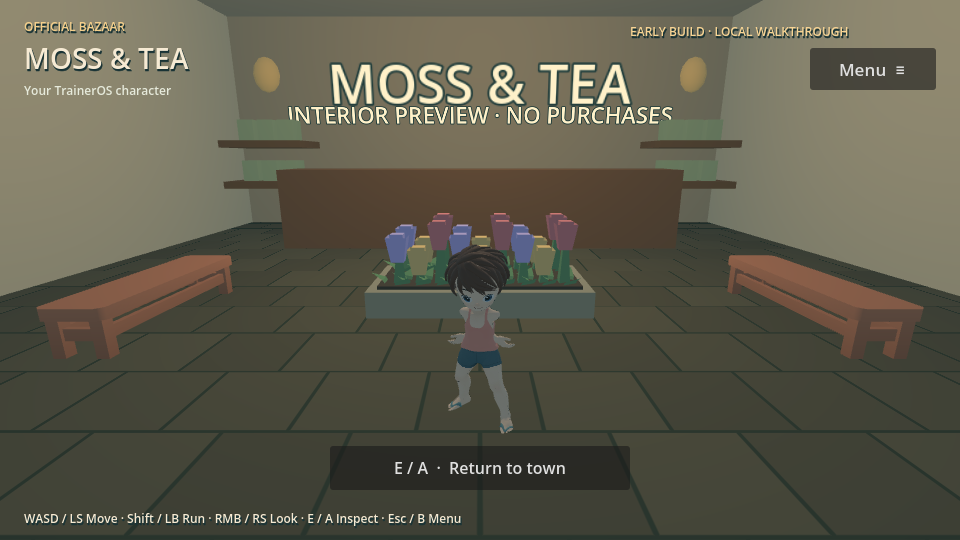 OFFICIAL BAZAAR
MOSS & TEA
Your TrainerOS character
EARLY BUILD · LOCAL WALKTHROUGH
Menu ≡
MOSS & TEA
INTERIOR PREVIEW · NO PURCHASES
E / A · Return to town
WASD / LS Move · Shift / LB Run · RMB / RS Look · E / A Inspect · Esc / B Menu